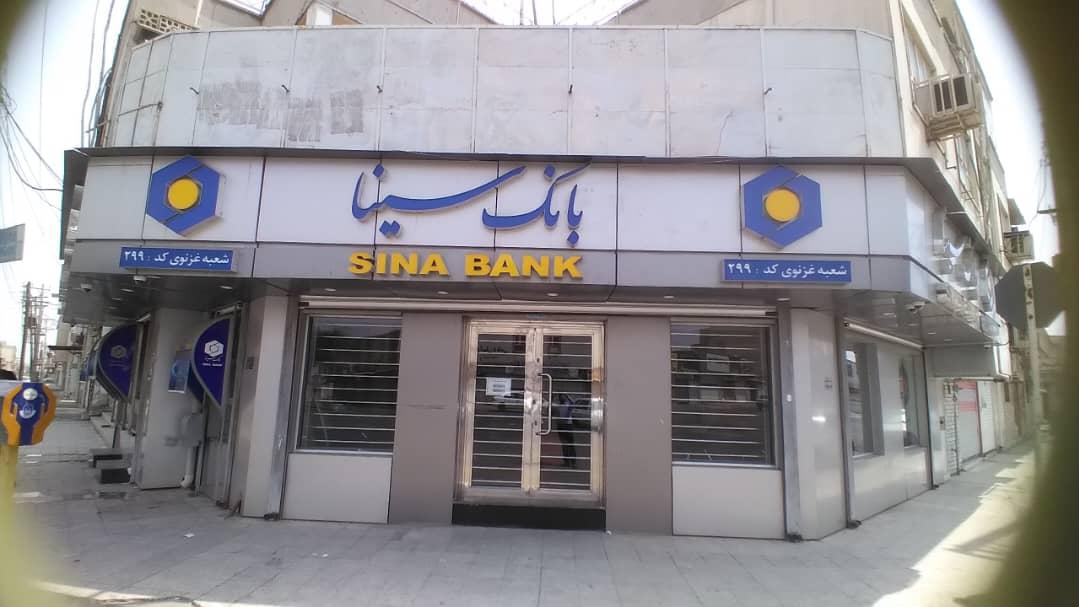 بانک سینا
SINA BANK
شعبه غزنوی کد : ۲۹۹
شعبه غزنوی کد : ۲۹۹